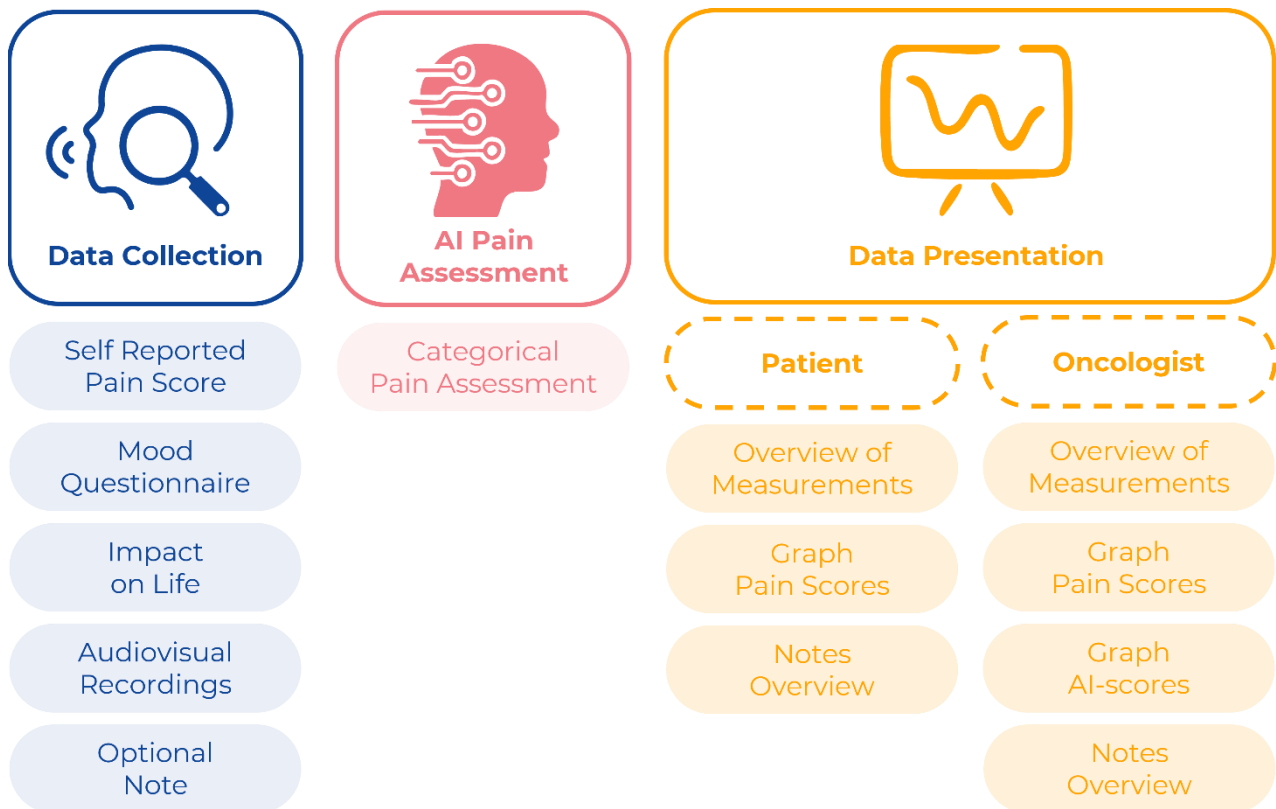 Data Collection
Self Reported
Pain Score
Mood
Questionnaire
Impact
on Life
Audiovisual
Recordings
Optional
Note
AI Pain
Assessment
Categorical
Pain Assessment
Data Presentation
Patient
Overview of
Measurements
Graph
Pain Scores
Notes
Overview
Oncologist
Overview of
Measurements
Graph
Pain Scores
Graph
AI-scores
Notes
Overview